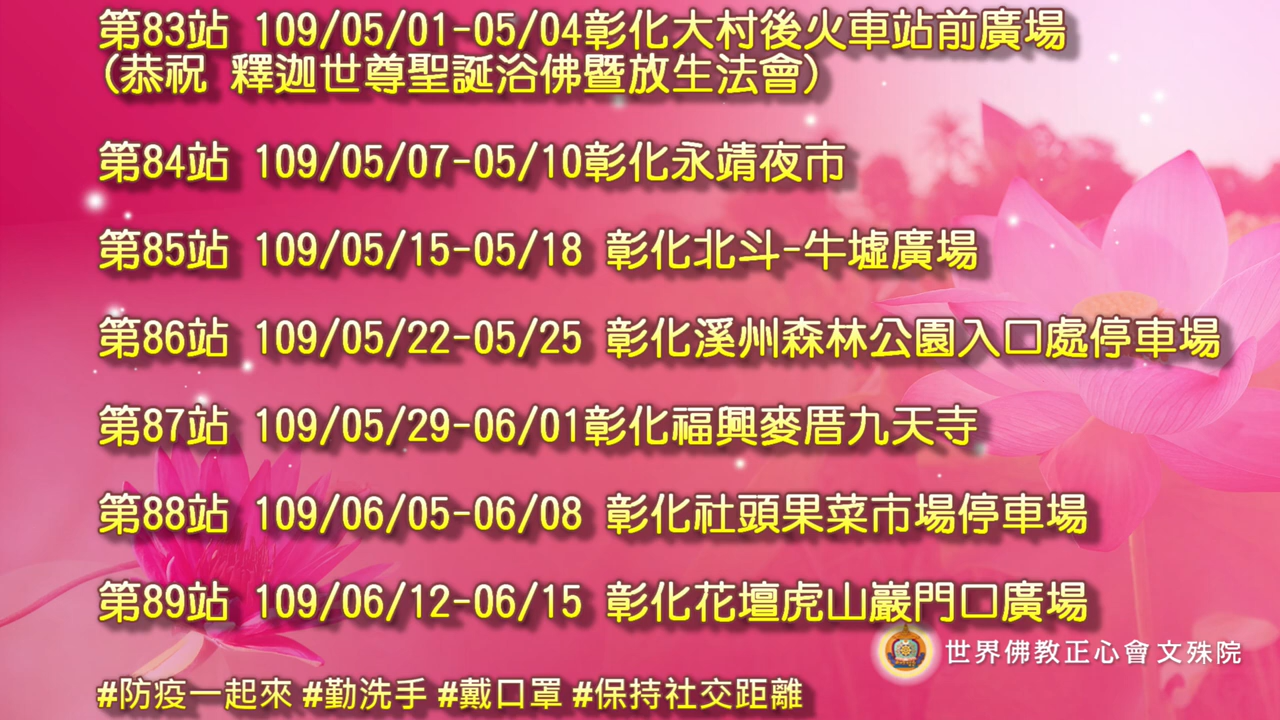 第83站 109/05/01-05/04彰化大村後火車站前廣場
(恭祝 釋迦世尊聖誕浴佛暨放生法會)
第84站 109/05/07-05/10彰化永靖夜市
第85站 109/05/15-05/18 彰化北斗-牛墟廣場
第86站 109/05/22-05/25 彰化溪州森林公園入口處停車場
第87站 109/05/29-06/01彰化福興麥厝九天寺
第88站 109/06/05-06/08 彰化社頭果菜市場停車場
第89站 109/06/12-06/15 彰化花壇虎山巖門口廣場
世界佛教正心會 文殊院
#防疫一起來 #勤洗手 #戴口罩 #保持社交距離